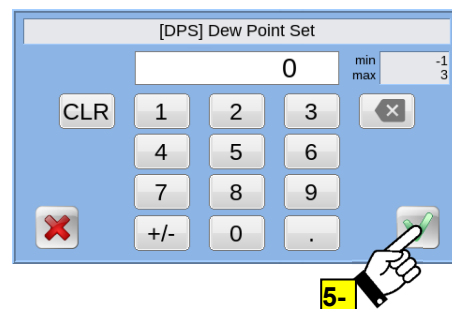 [DPS] Dew Point Set
0 min -1
max 3
CLR 1 2 3
4 5 6
7 8 9
+/- 0 .
5-